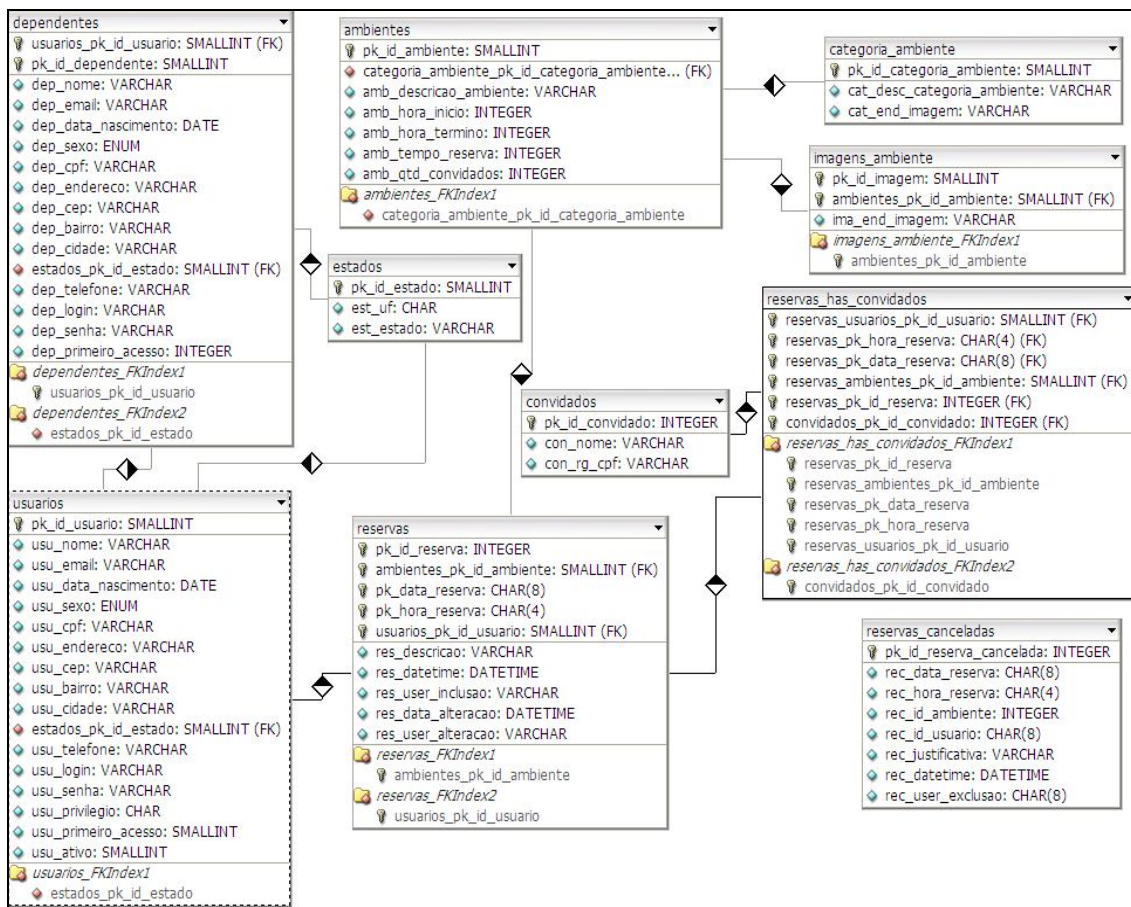 dependentes
usuarios_pk_id_usuario: SMALLINT (FK)
pk_id_dependente: SMALLINT
dep_nome: VARCHAR
dep_email: VARCHAR
dep_data_nascimento: DATE
dep_sexo: ENUM
dep_cpf: VARCHAR
dep_endereco: VARCHAR
dep_cep: VARCHAR
dep_bairro: VARCHAR
dep_cidade: VARCHAR
estados_pk_id_estado: SMALLINT (FK)
dep_telefone: VARCHAR
dep_login: VARCHAR
dep_senha: VARCHAR
dep_primeiro_acesso: INTEGER
dependentes_FKIndex1
usuarios_pk_id_usuario
dependentes_FKIndex2
estados_pk_id_estado
ambientes
pk_id_ambiente: SMALLINT
categoria_ambiente_pk_id_categoria_ambiente... (FK)
amb_descricao_ambiente: VARCHAR
amb_hora_inicio: INTEGER
amb_hora_termino: INTEGER
amb_tempo_reserva: INTEGER
amb_qtd_convidados: INTEGER
ambientes_FKIndex1
categoria_ambiente_pk_id_categoria_ambiente
categoria_ambiente
pk_id_categoria_ambiente: SMALLINT
cat_desc_categoria_ambiente: VARCHAR
cat_end_imagem: VARCHAR
imagens_ambiente
pk_id_imagem: SMALLINT
ambientes_pk_id_ambiente: SMALLINT (FK)
ima_end_imagem: VARCHAR
imagens_ambiente_FKIndex1
ambientes_pk_id_ambiente
estados
pk_id_estado: SMALLINT
est_uf: CHAR
est_estado: VARCHAR
reservas_has_convidados
reservas_usuarios_pk_id_usuario: SMALLINT (FK)
reservas_pk_hora_reserva: CHAR(4) (FK)
reservas_pk_data_reserva: CHAR(8) (FK)
reservas_ambientes_pk_id_ambiente: SMALLINT (FK)
reservas_pk_id_reserva: INTEGER (FK)
convidados_pk_id_convidado: INTEGER (FK)
reservas_has_convidados_FKIndex1
reservas_pk_id_reserva
reservas_ambientes_pk_id_ambiente
reservas_pk_data_reserva
reservas_pk_hora_reserva
reservas_usuarios_pk_id_usuario
reservas_has_convidados_FKIndex2
convidados_pk_id_convidado
convidados
pk_id_convidado: INTEGER
con_nome: VARCHAR
con_rg_cpf: VARCHAR
usuarios
pk_id_usuario: SMALLINT
usu_nome: VARCHAR
usu_email: VARCHAR
usu_data_nascimento: DATE
usu_sexo: ENUM
usu_cpf: VARCHAR
usu_endereco: VARCHAR
usu_cep: VARCHAR
usu_bairro: VARCHAR
usu_cidade: VARCHAR
estados_pk_id_estado: SMALLINT (FK)
usu_telefone: VARCHAR
usu_login: VARCHAR
usu_senha: VARCHAR
usu_privilegio: CHAR
usu_primeiro_acesso: SMALLINT
usu_ativo: SMALLINT
usuarios_FKIndex1
estados_pk_id_estado
reservas
pk_id_reserva: INTEGER
ambientes_pk_id_ambiente: SMALLINT (FK)
pk_data_reserva: CHAR(8)
pk_hora_reserva: CHAR(4)
usuarios_pk_id_usuario: SMALLINT (FK)
res_descricao: VARCHAR
res_datetime: DATETIME
res_user_inclusao: VARCHAR
res_data_alteracao: DATETIME
res_user_alteracao: VARCHAR
reservas_FKIndex1
ambientes_pk_id_ambiente
reservas_FKIndex2
usuarios_pk_id_usuario
reservas_canceladas
pk_id_reserva_cancelada: INTEGER
rec_data_reserva: CHAR(8)
rec_hora_reserva: CHAR(4)
rec_id_ambiente: INTEGER
rec_id_usuario: CHAR(8)
rec_justificativa: VARCHAR
rec_datetime: DATETIME
rec_user_exclusao: CHAR(8)